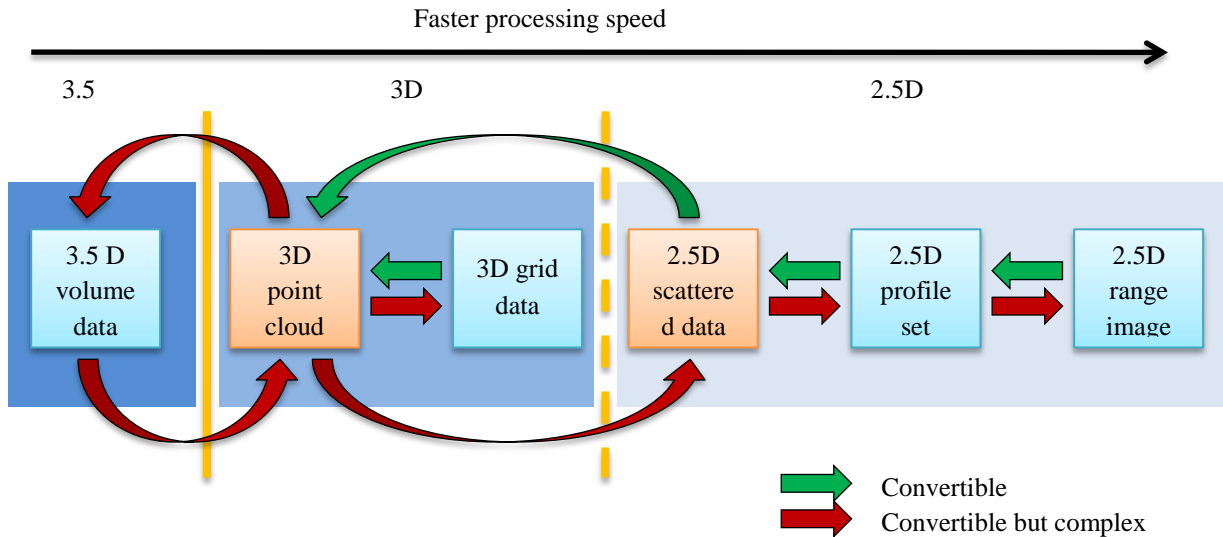 Faster processing speed
3.5
3D
2.5D
3.5 D
volume
data
3D
point
cloud
3D grid
data
2.5D
scattere
d data
2.5D
profile
set
2.5D
range
image
Convertible
Convertible but complex